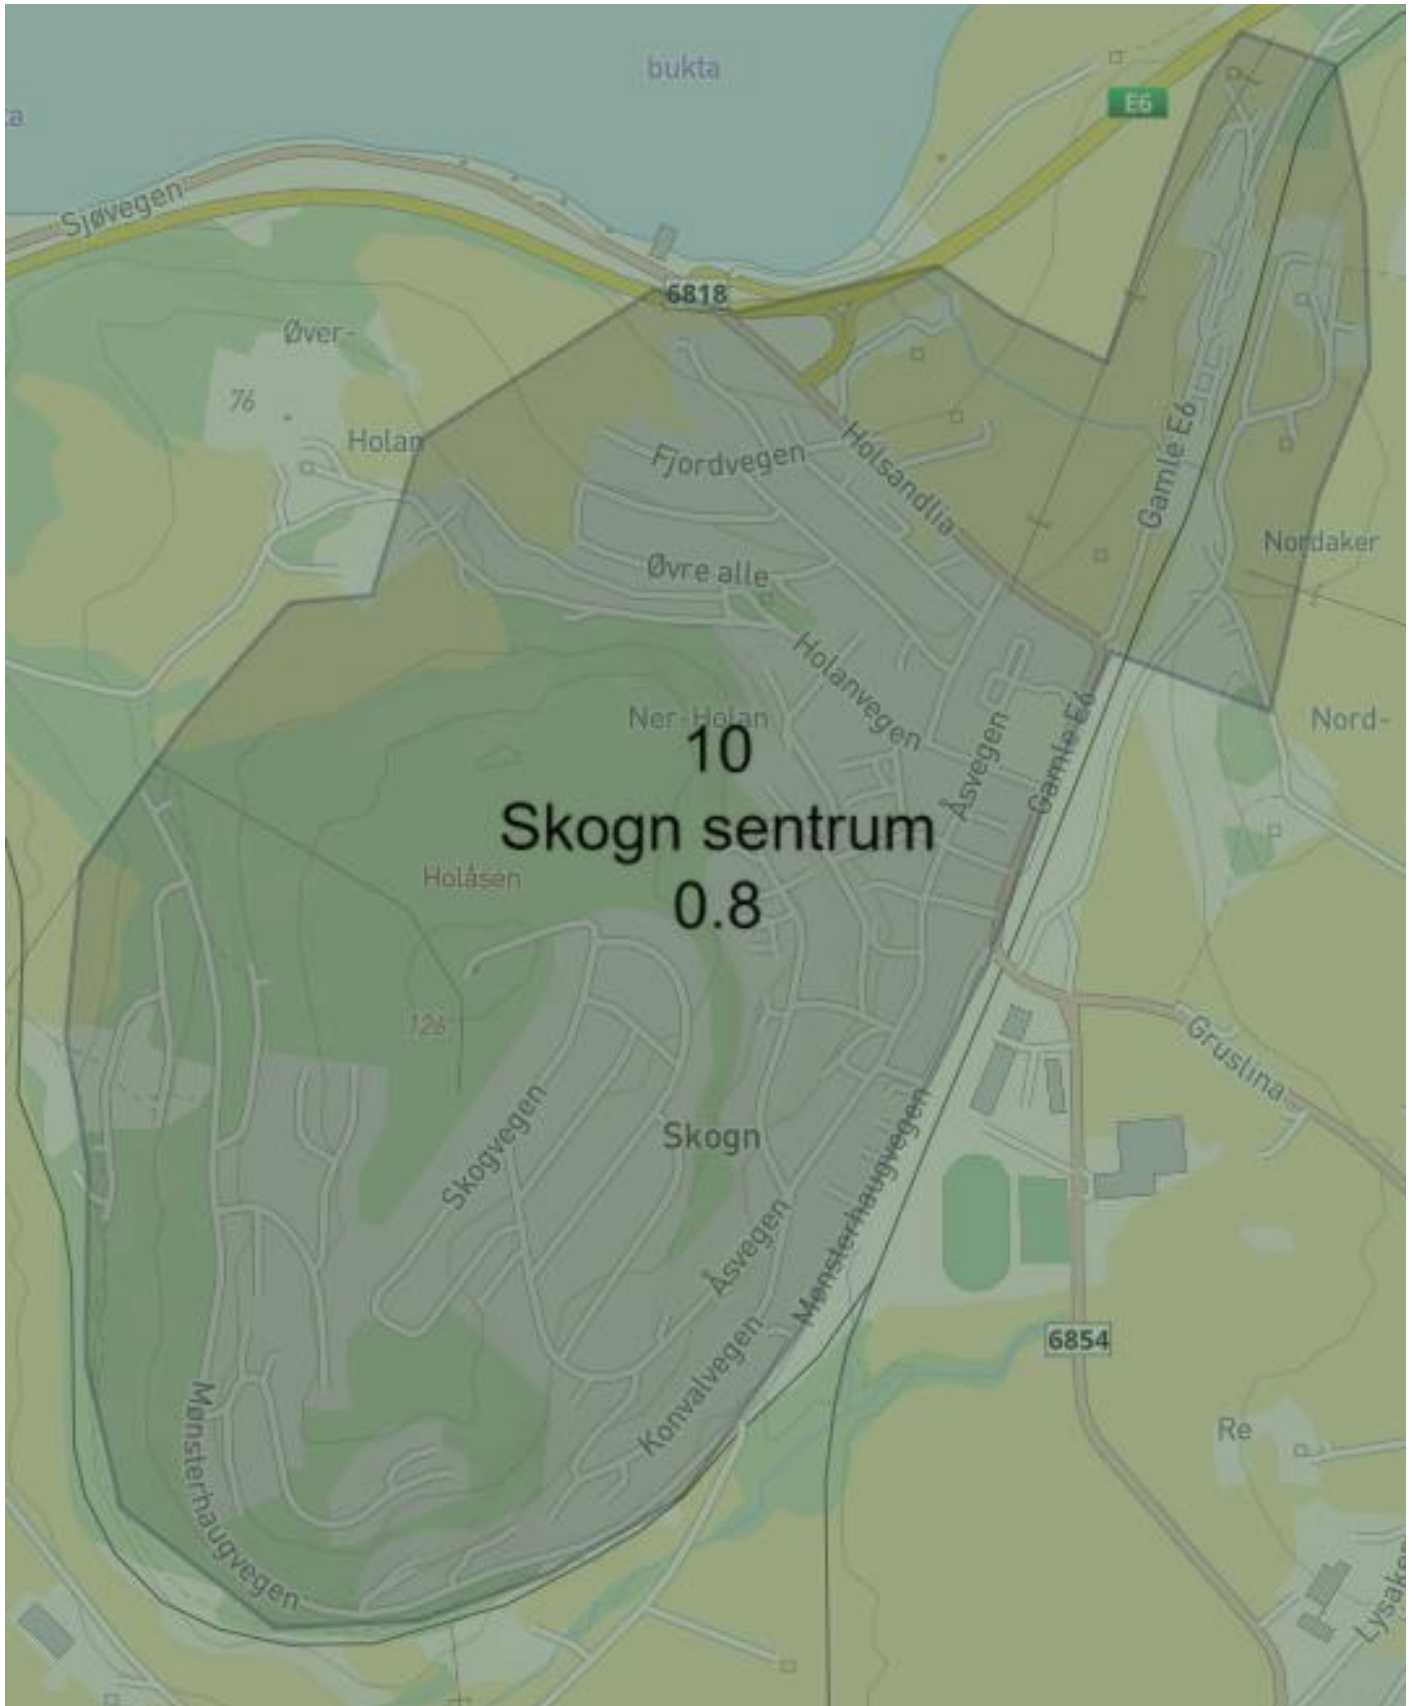 bukta
E6
Sjøvegen
6818
Øver-
76
Holan
Fjordvegen
Holsandlia
Gamle E6
Nordaker
Øvre alle
Holanvegen
Ner-Holan
Nord-
10
Skogn sentrum
0.8
Åsvegen
Gamle E6
Holåsen
126
Gruslina
Skogvegen
Skogn
Mønsterhaugvegen
Åsvegen
Konvalvegen
6854
Mønsterhaugvegen
Re